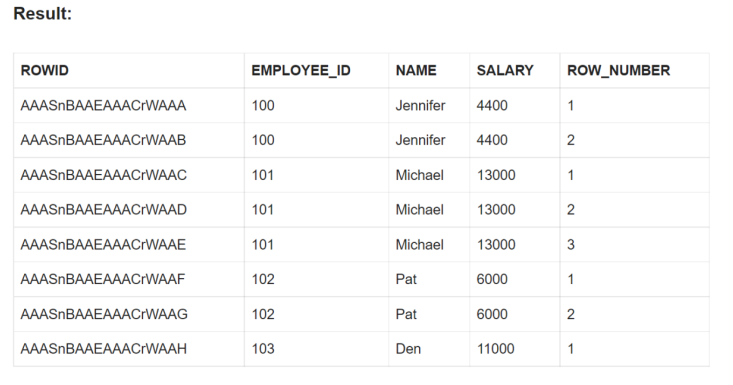 Result:
ROWID EMPLOYEE_ID NAME SALARY ROW_NUMBER
AAASnBAAEAAACrWAAA 100 Jennifer 4400 1
AAASnBAAEAAACrWAAB 100 Jennifer 4400 2
AAASnBAAEAAACrWAAC 101 Michael 13000 1
AAASnBAAEAAACrWAAD 101 Michael 13000 2
AAASnBAAEAAACrWAAE 101 Michael 13000 3
AAASnBAAEAAACrWAAF 102 Pat 6000 1
AAASnBAAEAAACrWAAG 102 Pat 6000 2
AAASnBAAEAAACrWAAH 103 Den 11000 1